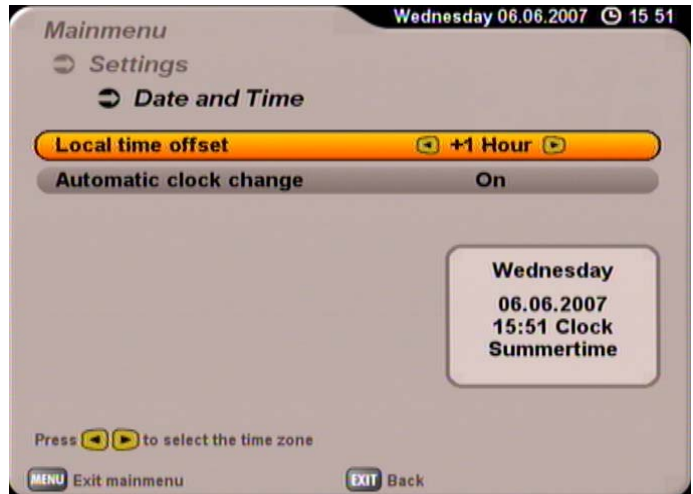 Wednesday 06.06.2007 15 51
Mainmenu
Settings
Date and Time
Local time offset +1 Hour
Automatic clock change On
Wednesday
06.06.2007
15:51 Clock
Summertime
Press to select the time zone
MENU Exit mainmenu EXIT Back